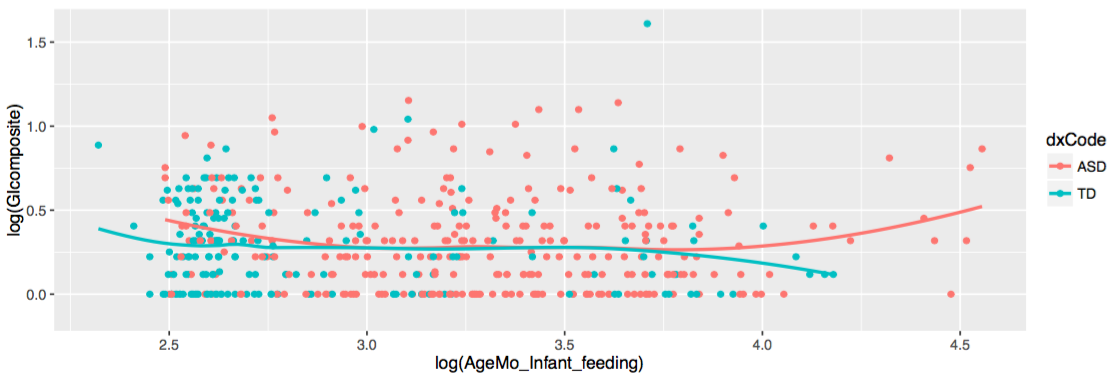 log(GIcomposite)
1.5
1.0
0.5
0.0
2.5 3.0 3.5 4.0 4.5
log(AgeMo_Infant_feeding)
dxCode
ASD
TD